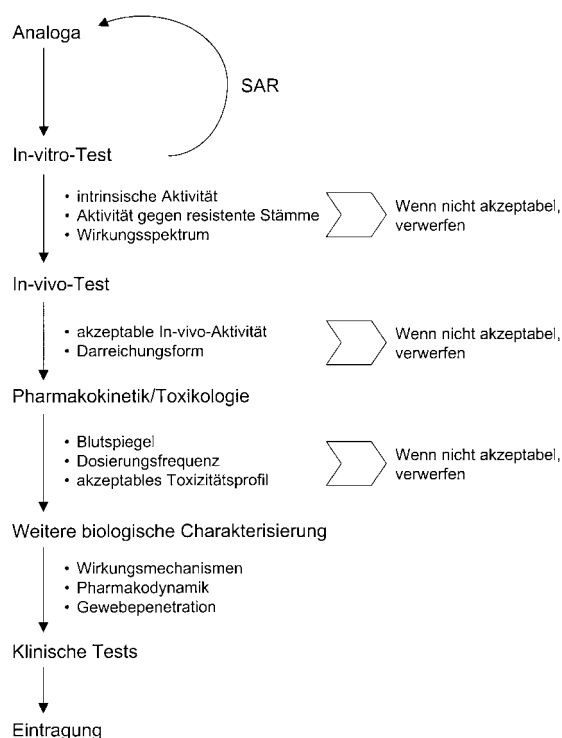 Analoga
SAR
In-vitro-Test
• intrinsische Aktivität
• Aktivität gegen resistente Stämme
• Wirkungsspektrum
Wenn nicht akzeptabel,
verwerfen
In-vivo-Test
• akzeptable In-vivo-Aktivität
• Darreichungsform
Wenn nicht akzeptabel,
verwerfen
Pharmakokinetik/Toxikologie
• Blutspiegel
• Dosierungsfrequenz
• akzeptables Toxizitätsprofil
Wenn nicht akzeptabel,
verwerfen
Weitere biologische Charakterisierung
• Wirkungsmechanismen
• Pharmakodynamik
• Gewebepenetration
Klinische Tests
Eintragung